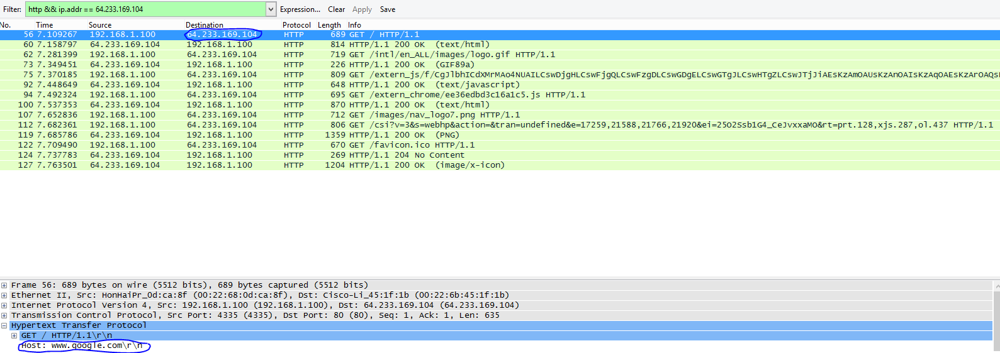 Filter: http && ip.addr == 64.233.169.104 Expression... Clear Apply Save
No. Time Source Destination Protocol Length Info
56 7.109267 192.168.1.100 64.233.169.104 HTTP 689 GET / HTTP/1.1
60 7.158797 64.233.169.104 192.168.1.100 HTTP 814 HTTP/1.1 200 OK (text/html)
62 7.281399 192.168.1.100 64.233.169.104 HTTP 719 GET /intl/en_ALL/images/logo.gif HTTP/1.1
73 7.349451 64.233.169.104 192.168.1.100 HTTP 226 HTTP/1.1 200 OK (GIF89a)
75 7.370185 192.168.1.100 64.233.169.104 HTTP 809 GET /extern_js/f/CgJlbhICdXMrMAo4NUAILCswDjgHLCswFjgQLCswFzgDLCswGDgELCswGTgJLCswHTgZLCswJTjJiAEsKzAmOAUsKzAnOAIsKzAqOAEsKzArOAQs
92 7.448649 64.233.169.104 192.168.1.100 HTTP 648 HTTP/1.1 200 OK (text/javascript)
94 7.492324 192.168.1.100 64.233.169.104 HTTP 695 GET /extern_chrome/ee36edbd3c16a1c5.js HTTP/1.1
100 7.537353 64.233.169.104 192.168.1.100 HTTP 870 HTTP/1.1 200 OK (text/html)
107 7.652836 192.168.1.100 64.233.169.104 HTTP 712 GET /images/nav_logo7.png HTTP/1.1
112 7.682361 192.168.1.100 64.233.169.104 HTTP 806 GET /csi?v=3&s=webhp&action=&tran=undefined&e=17259,21588,21766,21920&ei=25O2Ssb1G4_CeJvxxaMO&rt=prt.128,xjs.287,ol.437 HTTP/1.1
119 7.685786 64.233.169.104 192.168.1.100 HTTP 1359 HTTP/1.1 200 OK (PNG)
122 7.709490 192.168.1.100 64.233.169.104 HTTP 670 GET /favicon.ico HTTP/1.1
124 7.737783 64.233.169.104 192.168.1.100 HTTP 269 HTTP/1.1 204 No Content
127 7.763501 64.233.169.104 192.168.1.100 HTTP 1204 HTTP/1.1 200 OK (image/x-icon)
Frame 56: 689 bytes on wire (5512 bits), 689 bytes captured (5512 bits)
Ethernet II, Src: HonHaiPr_0d:ca:8f (00:22:68:0d:ca:8f), Dst: Cisco-Li_45:1f:1b (00:22:6b:45:1f:1b)
Internet Protocol Version 4, Src: 192.168.1.100 (192.168.1.100), Dst: 64.233.169.104 (64.233.169.104)
Transmission Control Protocol, Src Port: 4335 (4335), Dst Port: 80 (80), Seq: 1, Ack: 1, Len: 635
Hypertext Transfer Protocol
GET / HTTP/1.1\r\n
Host: www.google.com\r\n